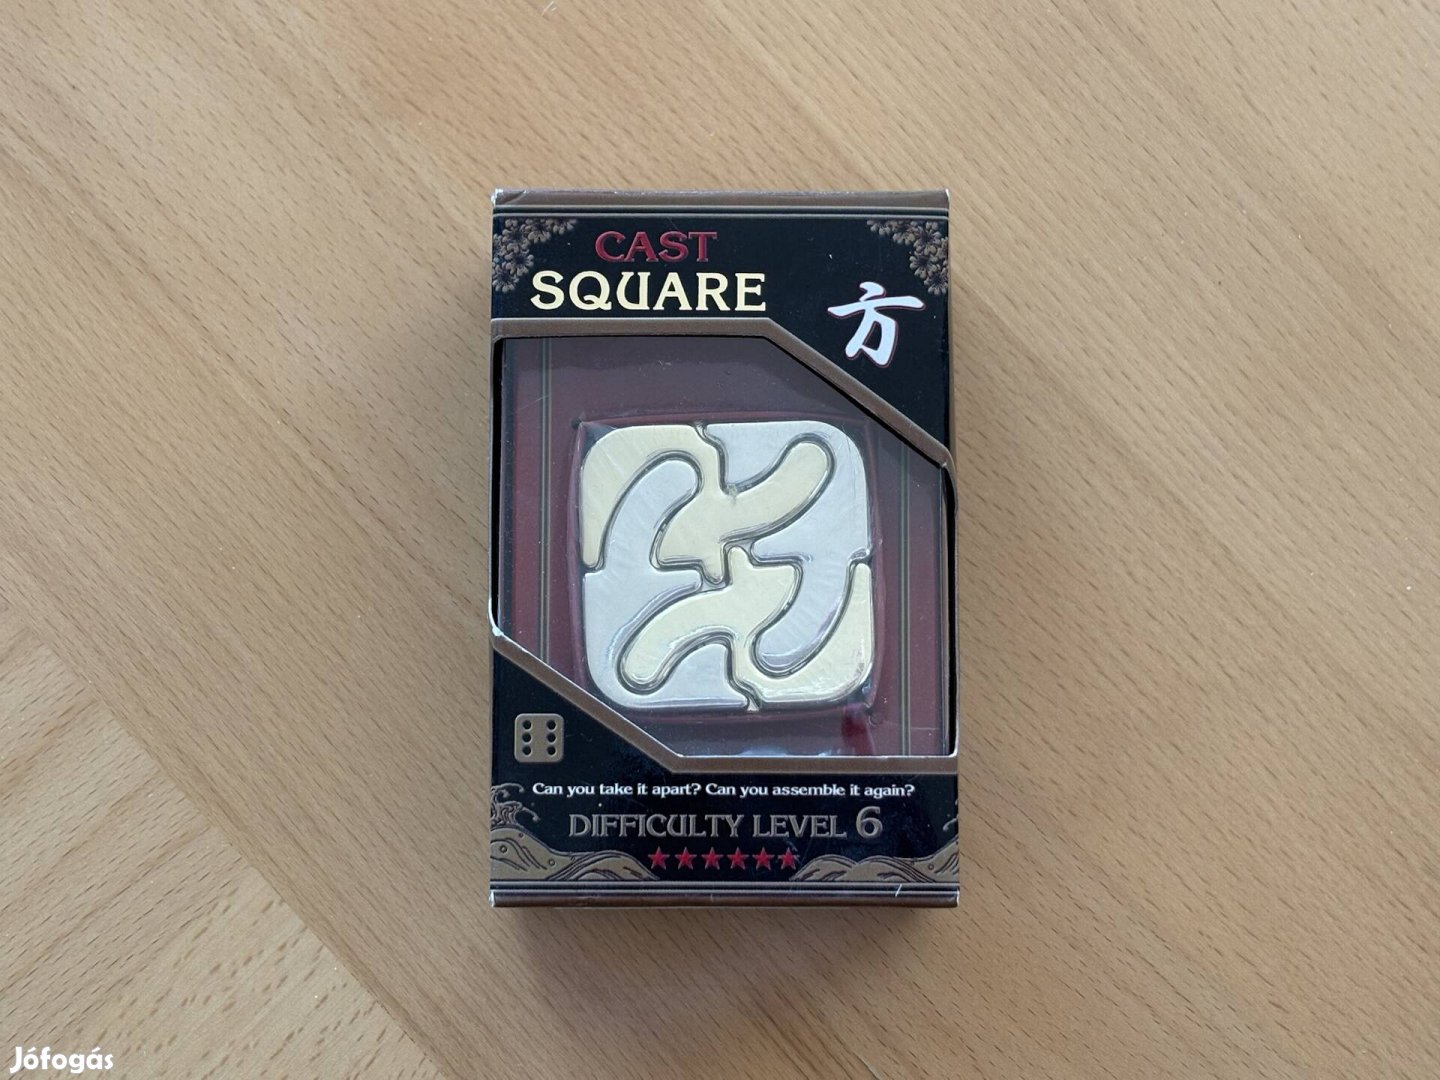 CAST
SQUARE
方
Can you take it apart? Can you assemble it again?
DIFFICULTY LEVEL 6
Jófogás